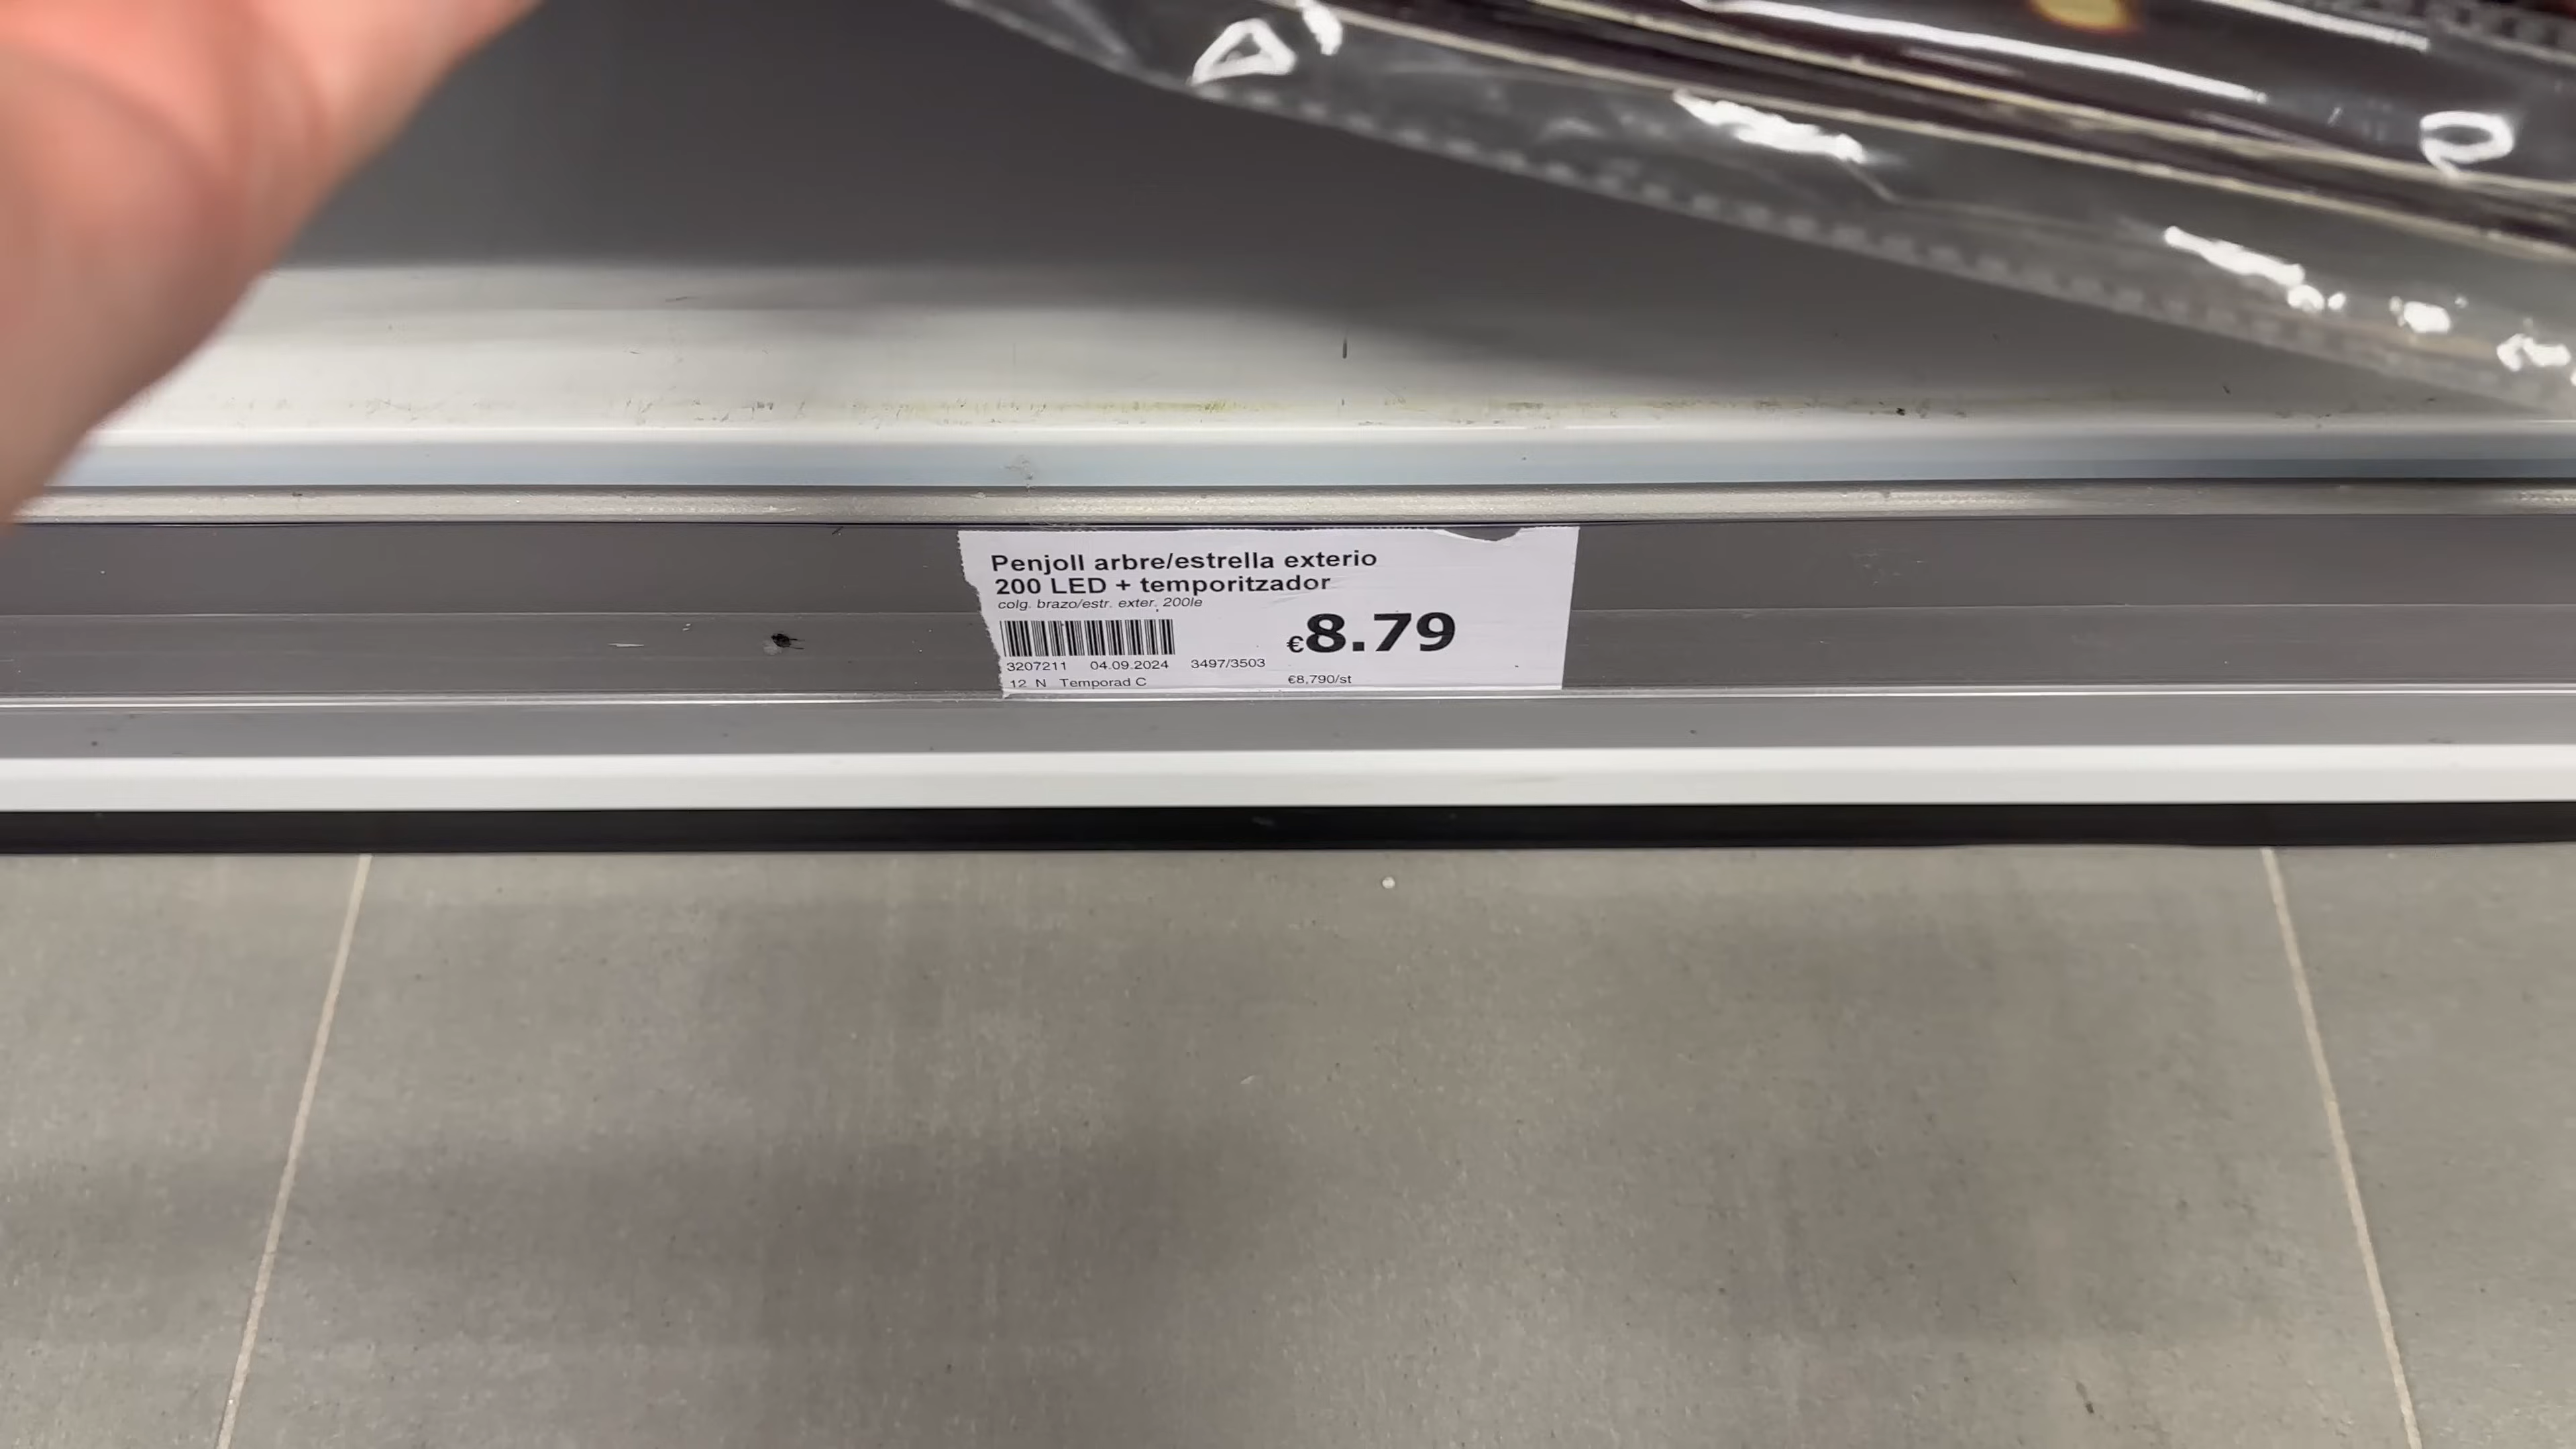 Penjoll arbre/estrella exterio
200 LED + temporitzador
colg. brazo/estr. exter. 200le
€8.79
3207211 04.09.2024 3497/3503
12 N Temporad C €8,790/st